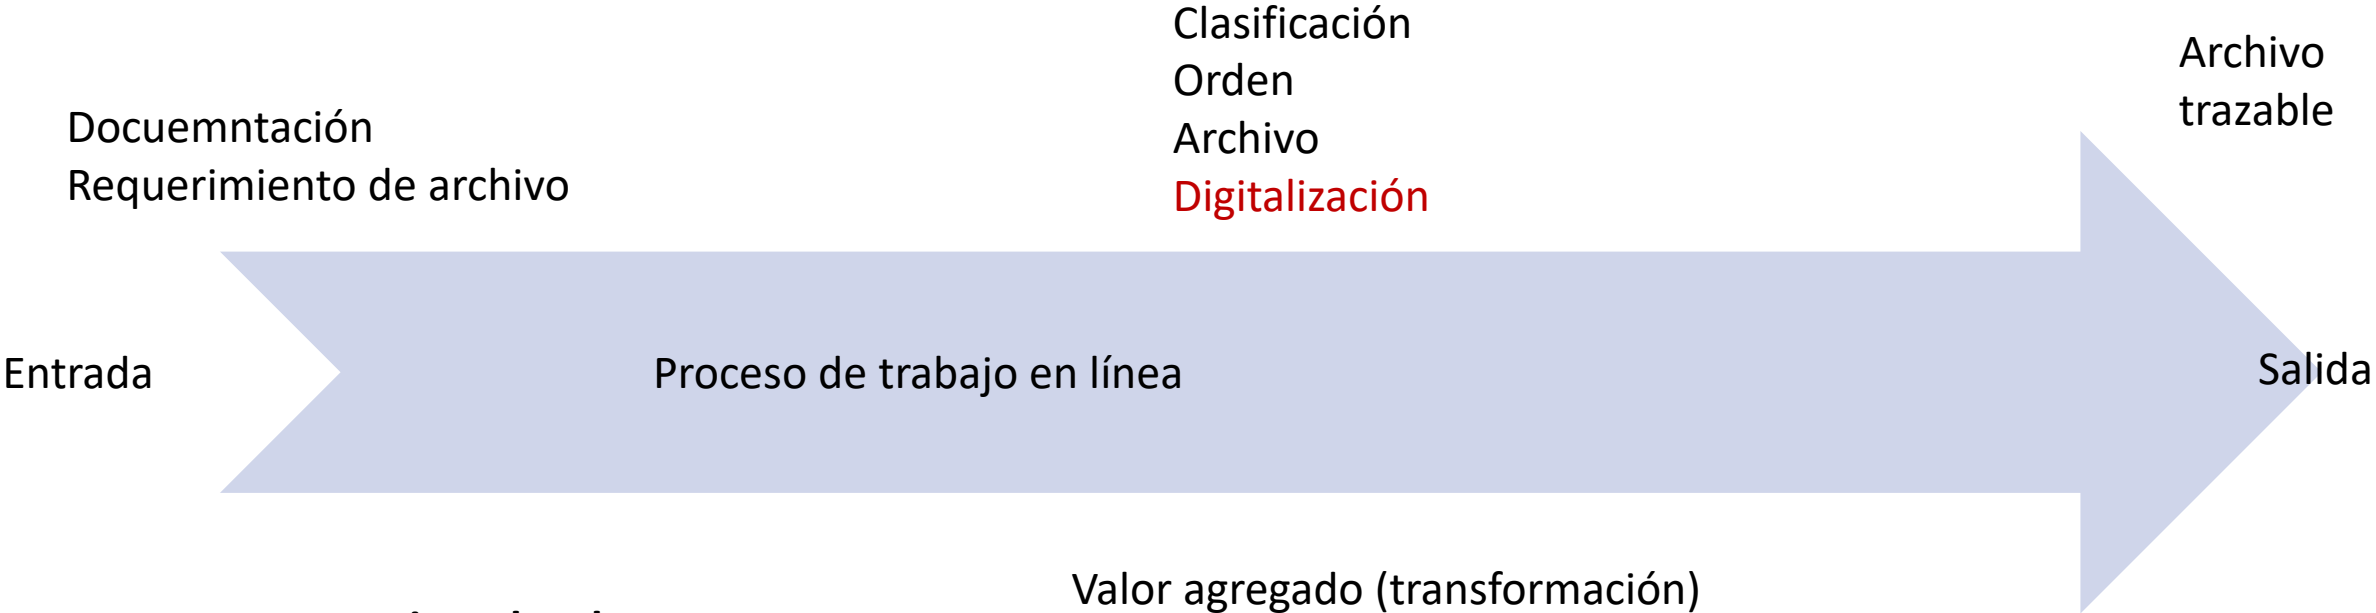 Clasificación
Orden
Archivo
Digitalización
Archivo
trazable
Docuemntación
Requerimiento de archivo
Entrada
Proceso de trabajo en línea
Salida
Valor agregado (transformación)